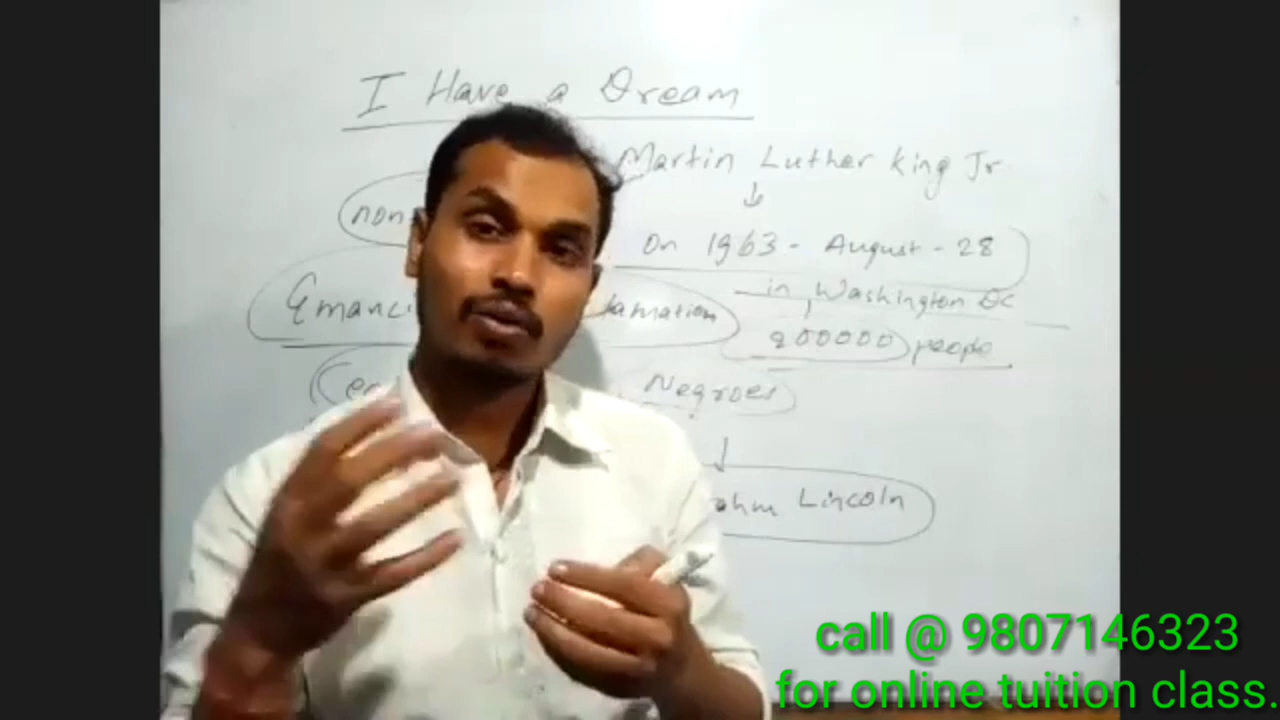 I Have a Dream
Martin Luther King Jr.
↓
non
On 1963 - August - 28
in Washington DC
Emanci lamation
200000 people
Negroes
↓
ahm Lincoln
call @ 9807146323
for online tuition class.